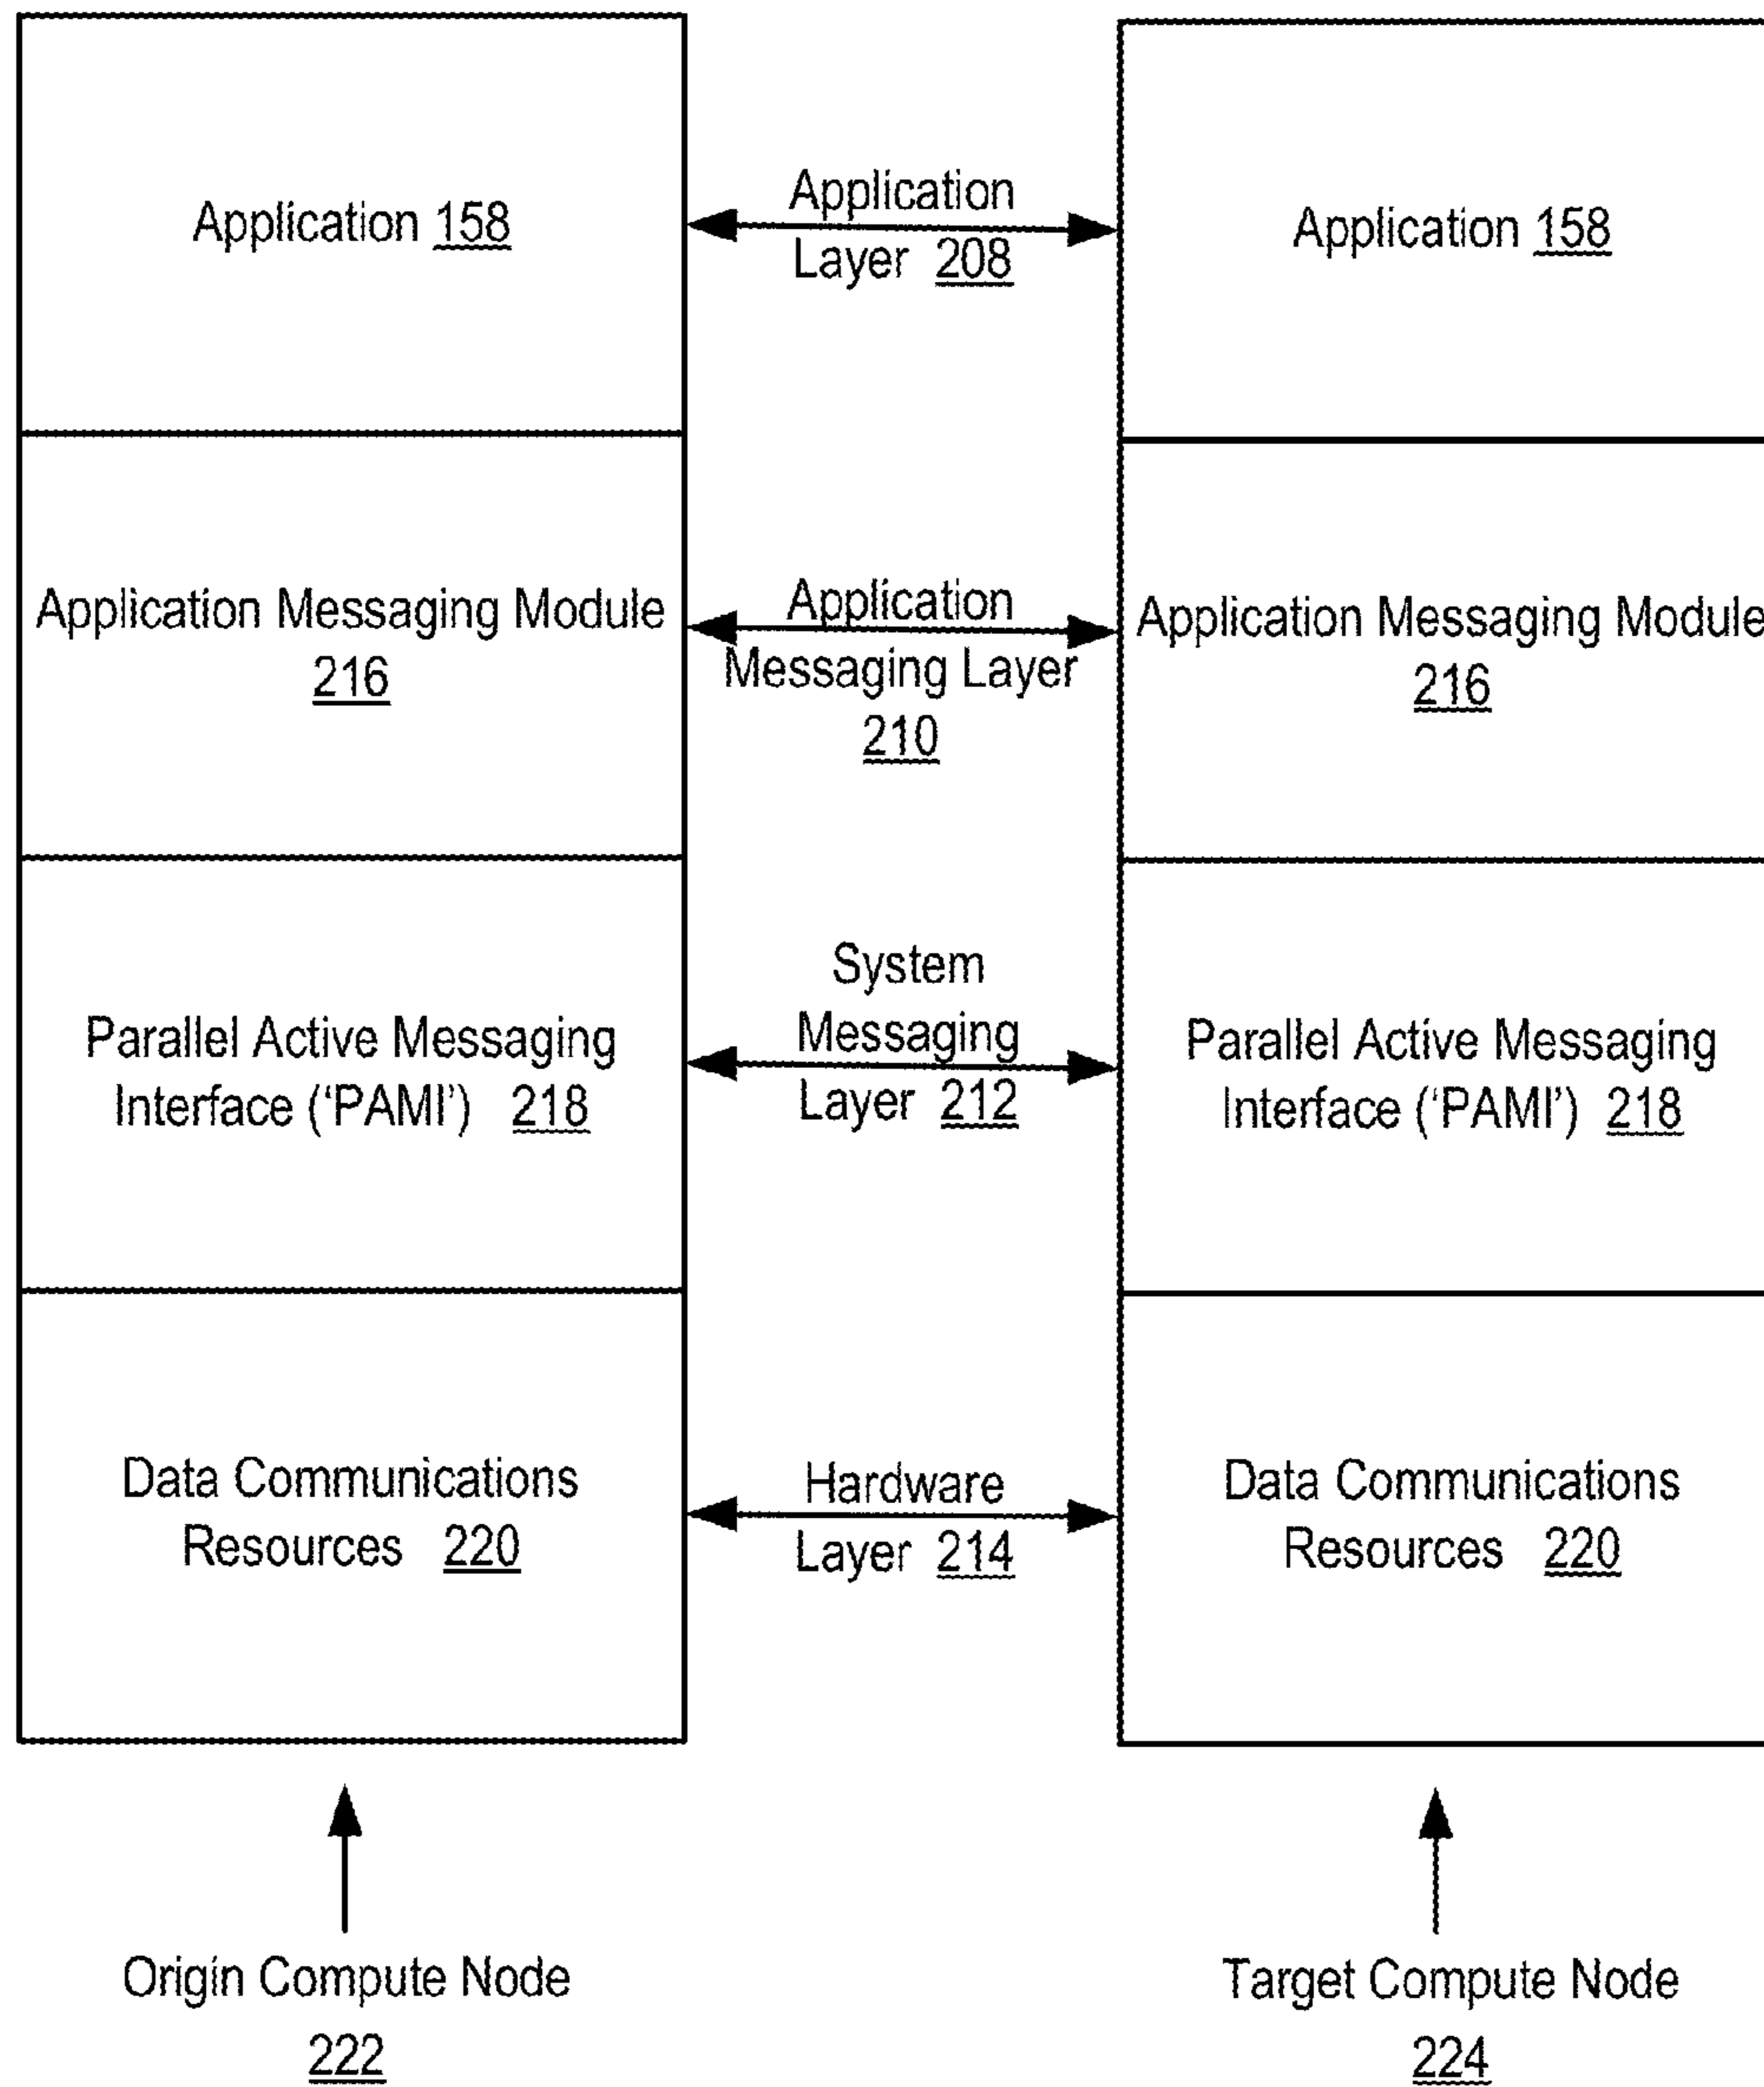 Application 158
Application
Layer 208
Application 158
Application Messaging Module
216
Application
Messaging Layer
210
Application Messaging Module
216
Parallel Active Messaging
Interface (‘PAMI’) 218
System
Messaging
Layer 212
Parallel Active Messaging
Interface (‘PAMI’) 218
Data Communications
Resources 220
Hardware
Layer 214
Data Communications
Resources 220
Origin Compute Node
222
Target Compute Node
224